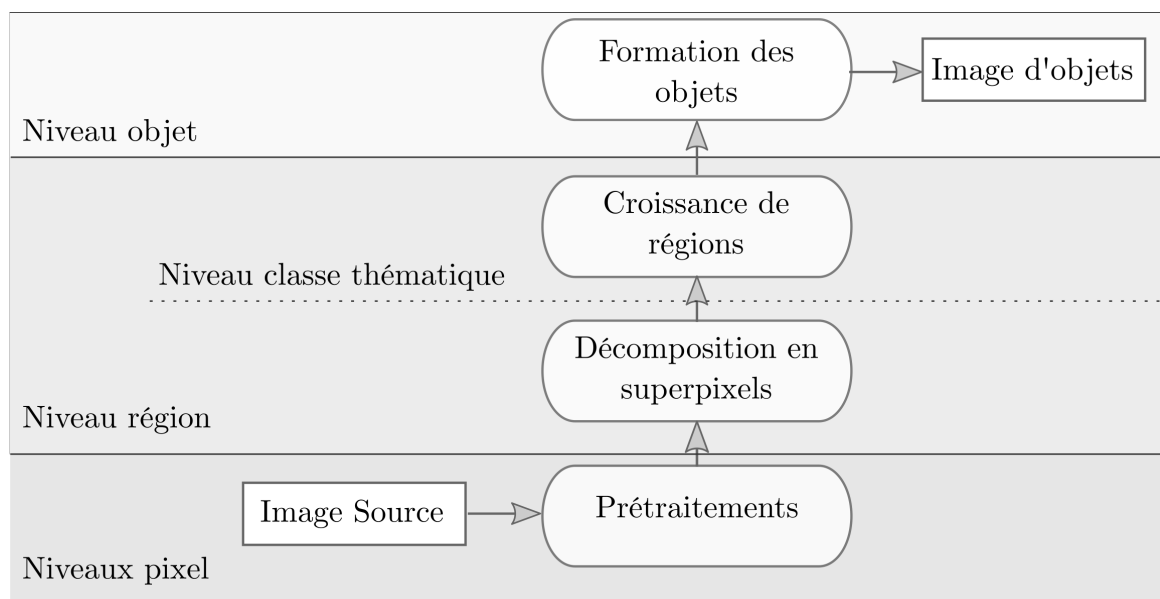 Formation des
objets
Image d'objets
Niveau objet
Croissance de
régions
Niveau classe thématique
Décomposition en
superpixels
Niveau région
Prétraitements
Image Source
Niveaux pixel